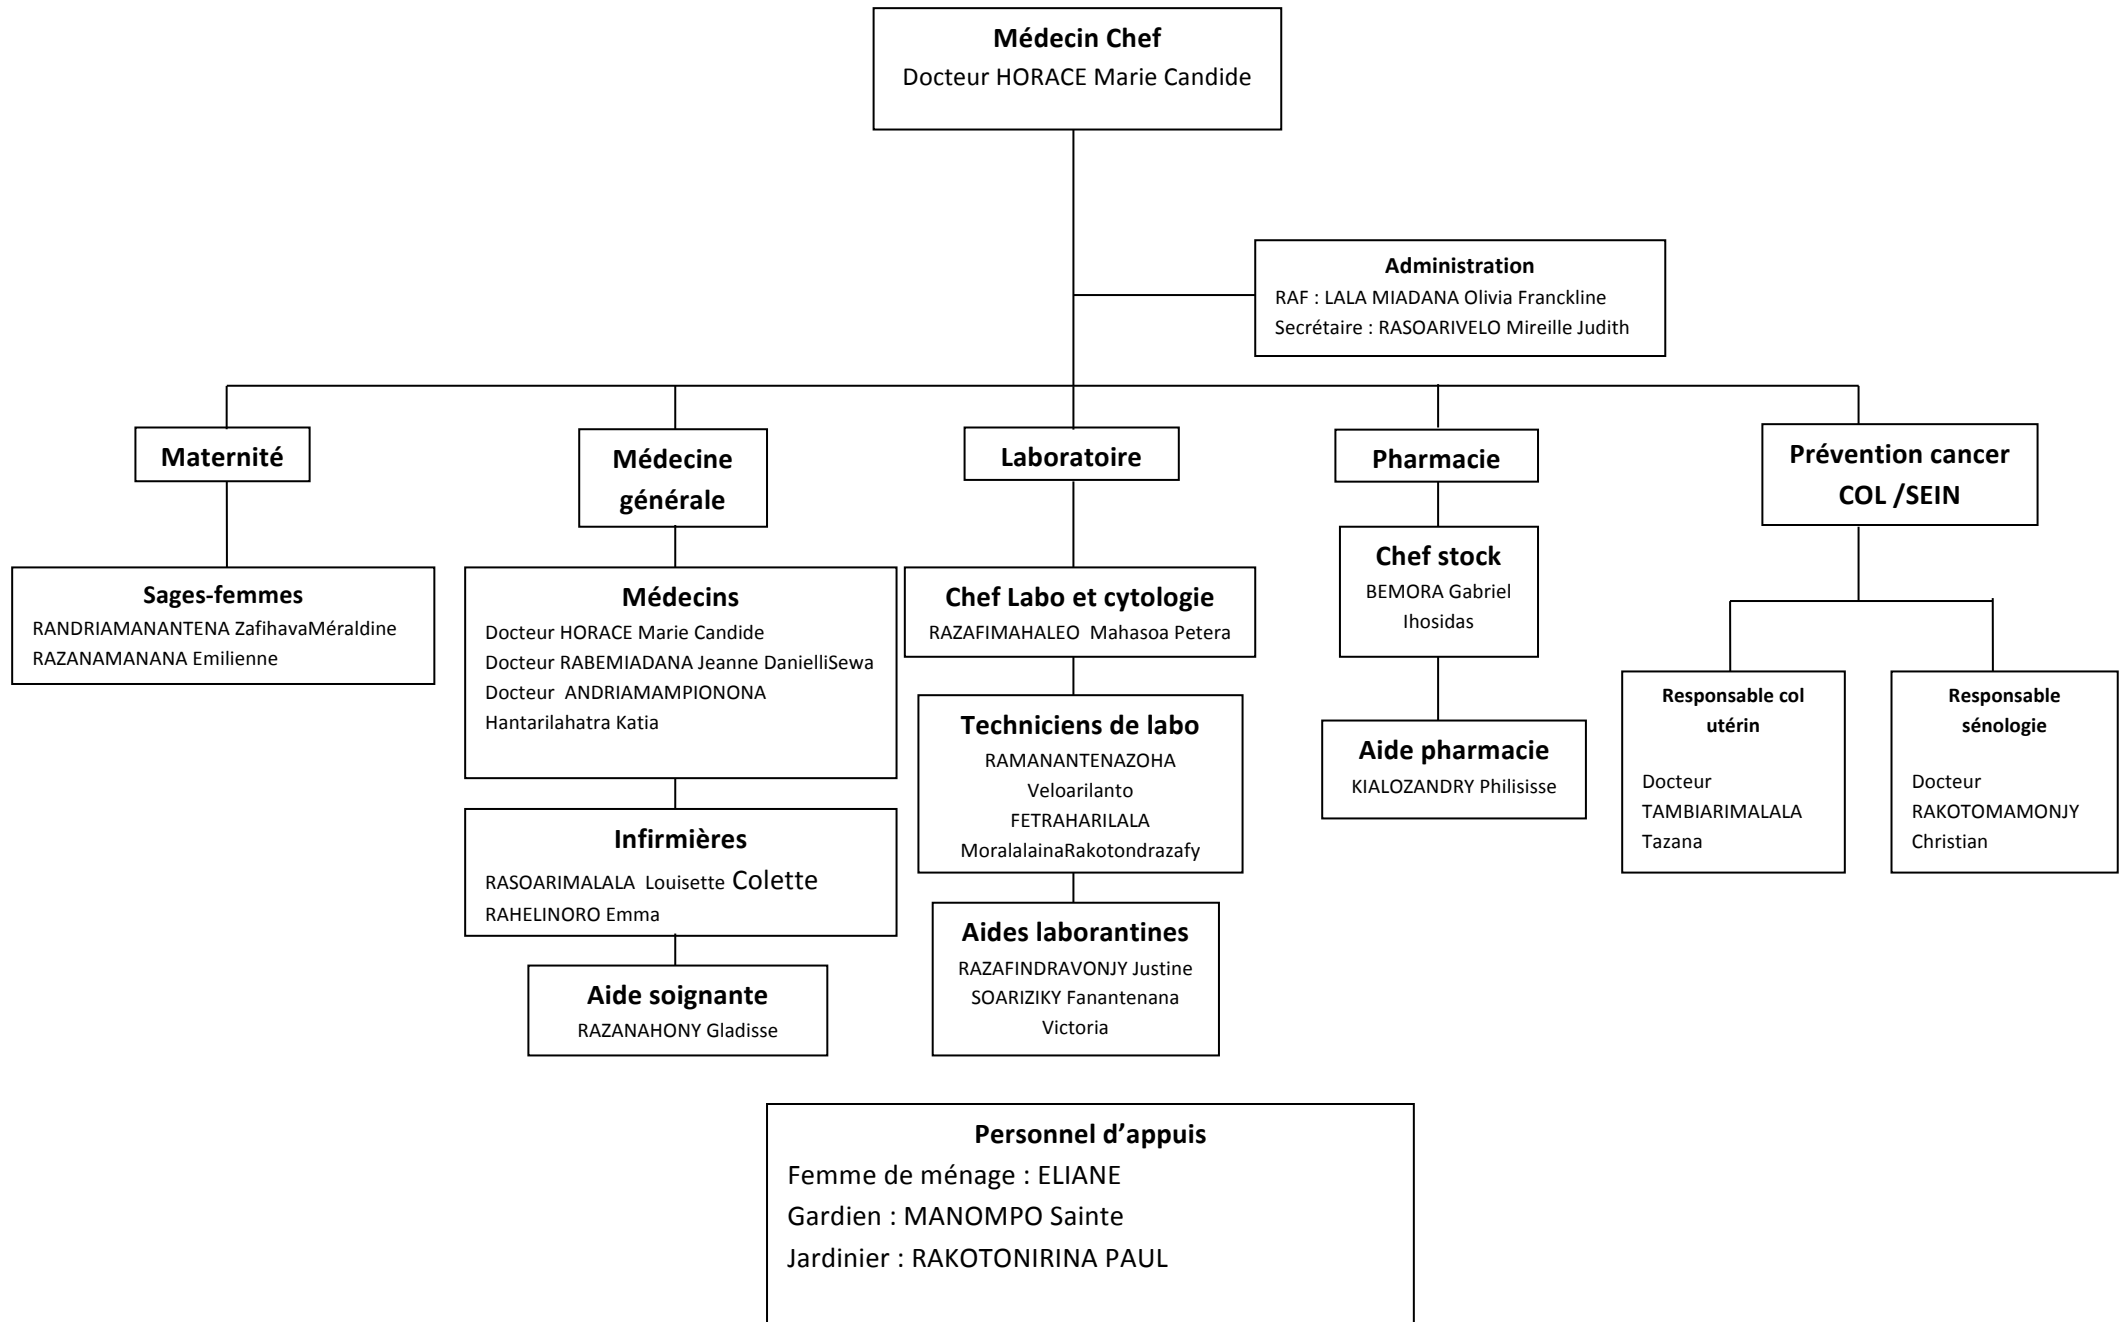 Médecin Chef
Docteur HORACE Marie Candide
Administration
RAF : LALA MIADANA Olivia Franckline
Secrétaire : RASOARIVELO Mireille Judith
Maternité
Médecine
générale
Laboratoire
Pharmacie
Prévention cancer
COL /SEIN
Sages-femmes
RANDRIAMANANTENA ZafihavaMéraldine
RAZANAMANANA Emilienne
Médecins
Docteur HORACE Marie Candide
Docteur RABEMIADANA Jeanne DanielliSewa
Docteur  ANDRIAMAMPIONONA
Hantarilahatra Katia
Infirmières
RASOARIMALALA  Louisette Colette
RAHELINORO Emma
Aide soignante
RAZANAHONY Gladisse
Chef Labo et cytologie
RAZAFIMAHALEO  Mahasoa Petera
Techniciens de labo
RAMANANTENAZOHA
Veloarilanto
FETRAHARILALA
MoralalainaRakotondrazafy
Aides laborantines
RAZAFINDRAVONJY Justine
SOARIZIKY Fanantenana
Victoria
Chef stock
BEMORA Gabriel
Ihosidas
Aide pharmacie
KIALOZANDRY Philisisse
Responsable col
utérin
Docteur
TAMBIARIMALALA
Tazana
Responsable
sénologie
Docteur
RAKOTOMAMONJY
Christian
Personnel d’appuis
Femme de ménage : ELIANE
Gardien : MANOMPO Sainte
Jardinier : RAKOTONIRINA PAUL